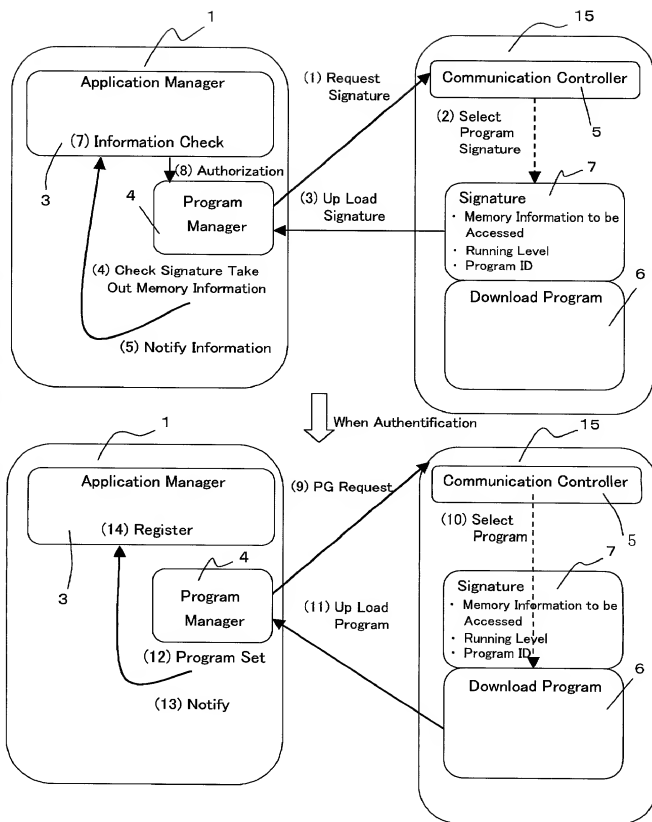 1
Application Manager
(7) Information Check
3
(8) Authorization
4
Program
Manager
(4) Check Signature Take
Out Memory Information
(5) Notify Information
(1) Request
Signature
(3) Up Load
Signature
15
Communication Controller
5
(2) Select
Program
Signature
7
Signature
・ Memory Information to be
Accessed
・ Running Level
・ Program ID
6
Download Program
When Authentification
1
Application Manager
(14) Register
3
4
Program
Manager
(12) Program Set
(13) Notify
(9) PG Request
(11) Up Load
Program
15
Communication Controller
5
(10) Select
Program
7
Signature
・ Memory Information to be
Accessed
・ Running Level
・ Program ID
6
Download Program